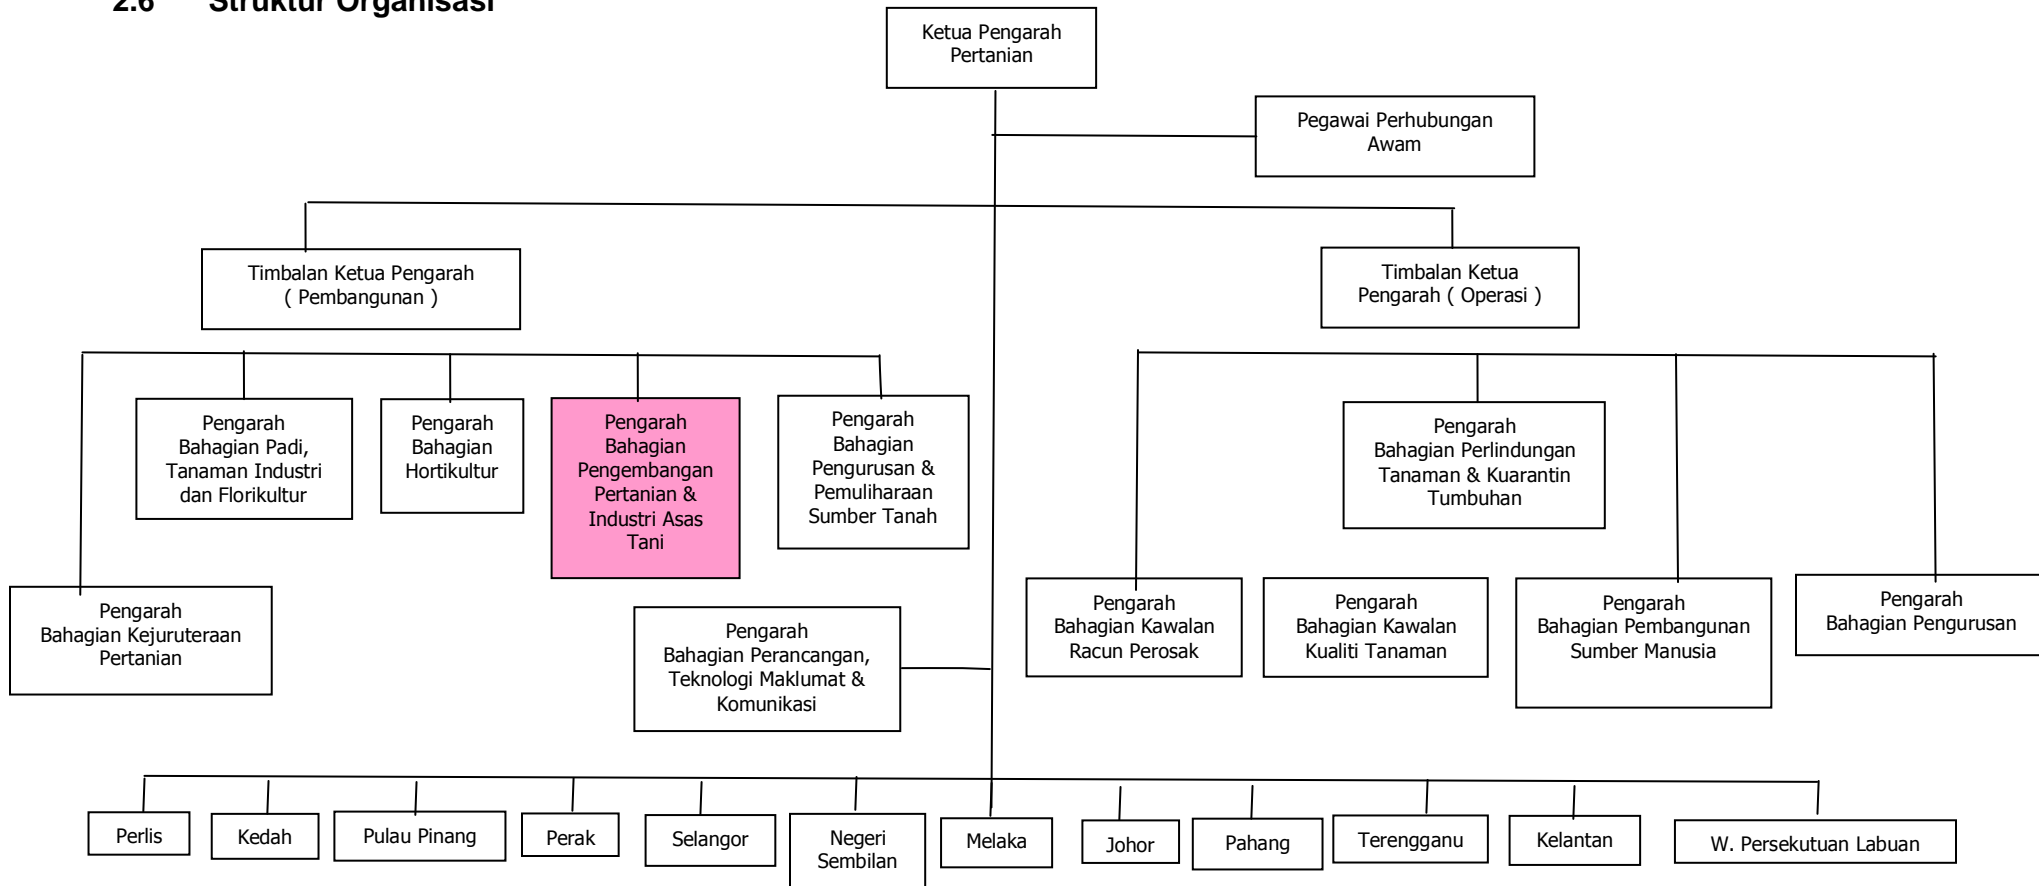 2.6 Struktur Organisasi
Ketua Pengarah
Pertanian
Pegawai Perhubungan
Awam
Timbalan Ketua Pengarah
( Pembangunan )
Timbalan Ketua
Pengarah ( Operasi )
Pengarah
Bahagian Padi,
Tanaman Industri
dan Florikultur
Pengarah
Bahagian
Hortikultur
Pengarah
Bahagian
Pengembangan
Pertanian &
Industri Asas
Tani
Pengarah
Bahagian
Pengurusan &
Pemuliharaan
Sumber Tanah
Pengarah
Bahagian Perlindungan
Tanaman & Kuarantin
Tumbuhan
Pengarah
Bahagian Kejuruteraan
Pertanian
Pengarah
Bahagian Perancangan,
Teknologi Maklumat &
Komunikasi
Pengarah
Bahagian Kawalan
Racun Perosak
Pengarah
Bahagian Kawalan
Kualiti Tanaman
Pengarah
Bahagian Pembangunan
Sumber Manusia
Pengarah
Bahagian Pengurusan
Perlis
Kedah
Pulau Pinang
Perak
Selangor
Negeri
Sembilan
Melaka
Johor
Pahang
Terengganu
Kelantan
W. Persekutuan Labuan